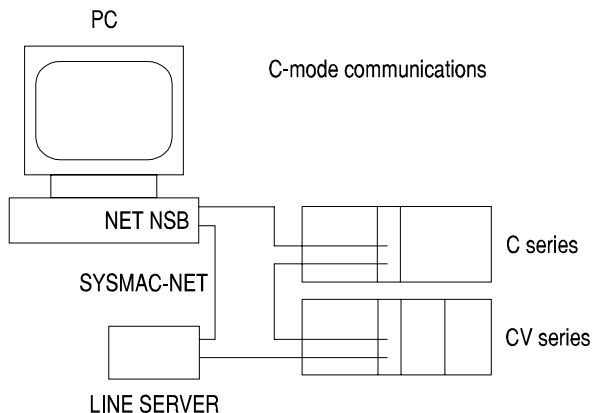 PC
C-mode communications
NET NSB
C series
SYSMAC-NET
CV series
LINE SERVER